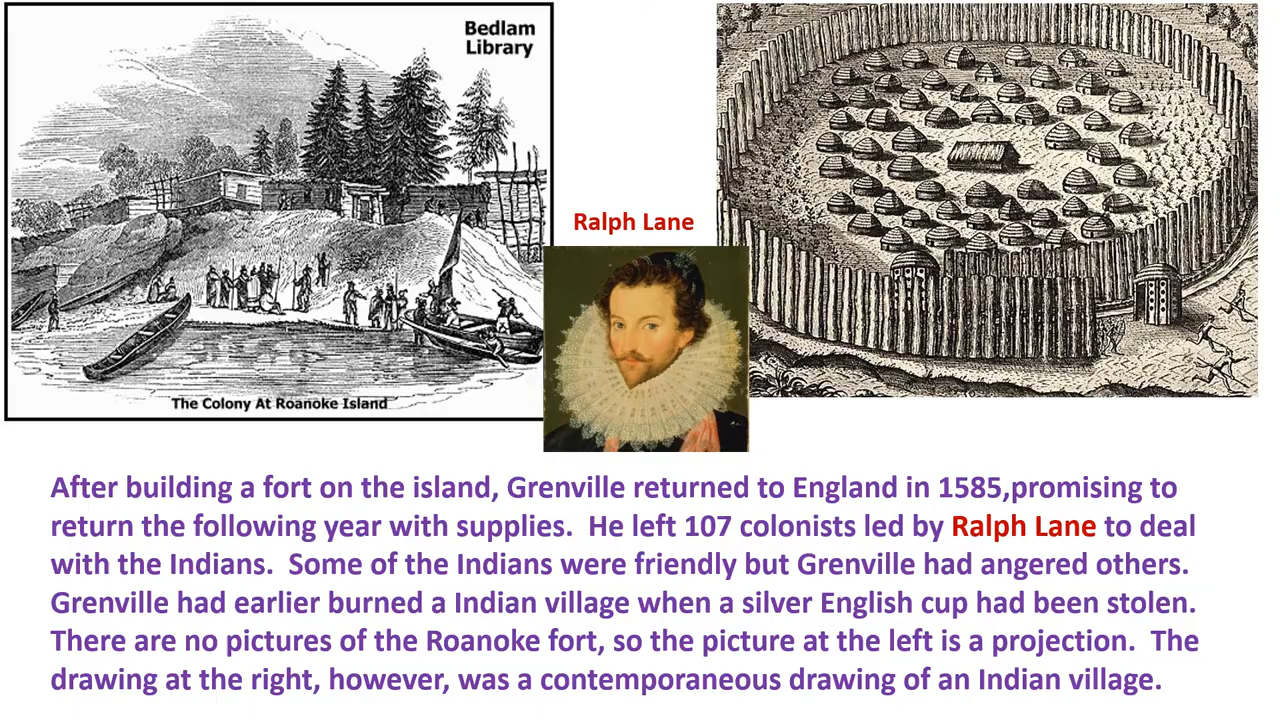 Bedlam
Library
The Colony At Roanoke Island
Ralph Lane
After building a fort on the island, Grenville returned to England in 1585,promising to
return the following year with supplies.  He left 107 colonists led by Ralph Lane to deal
with the Indians.  Some of the Indians were friendly but Grenville had angered others.
Grenville had earlier burned a Indian village when a silver English cup had been stolen.
There are no pictures of the Roanoke fort, so the picture at the left is a projection.  The
drawing at the right, however, was a contemporaneous drawing of an Indian village.